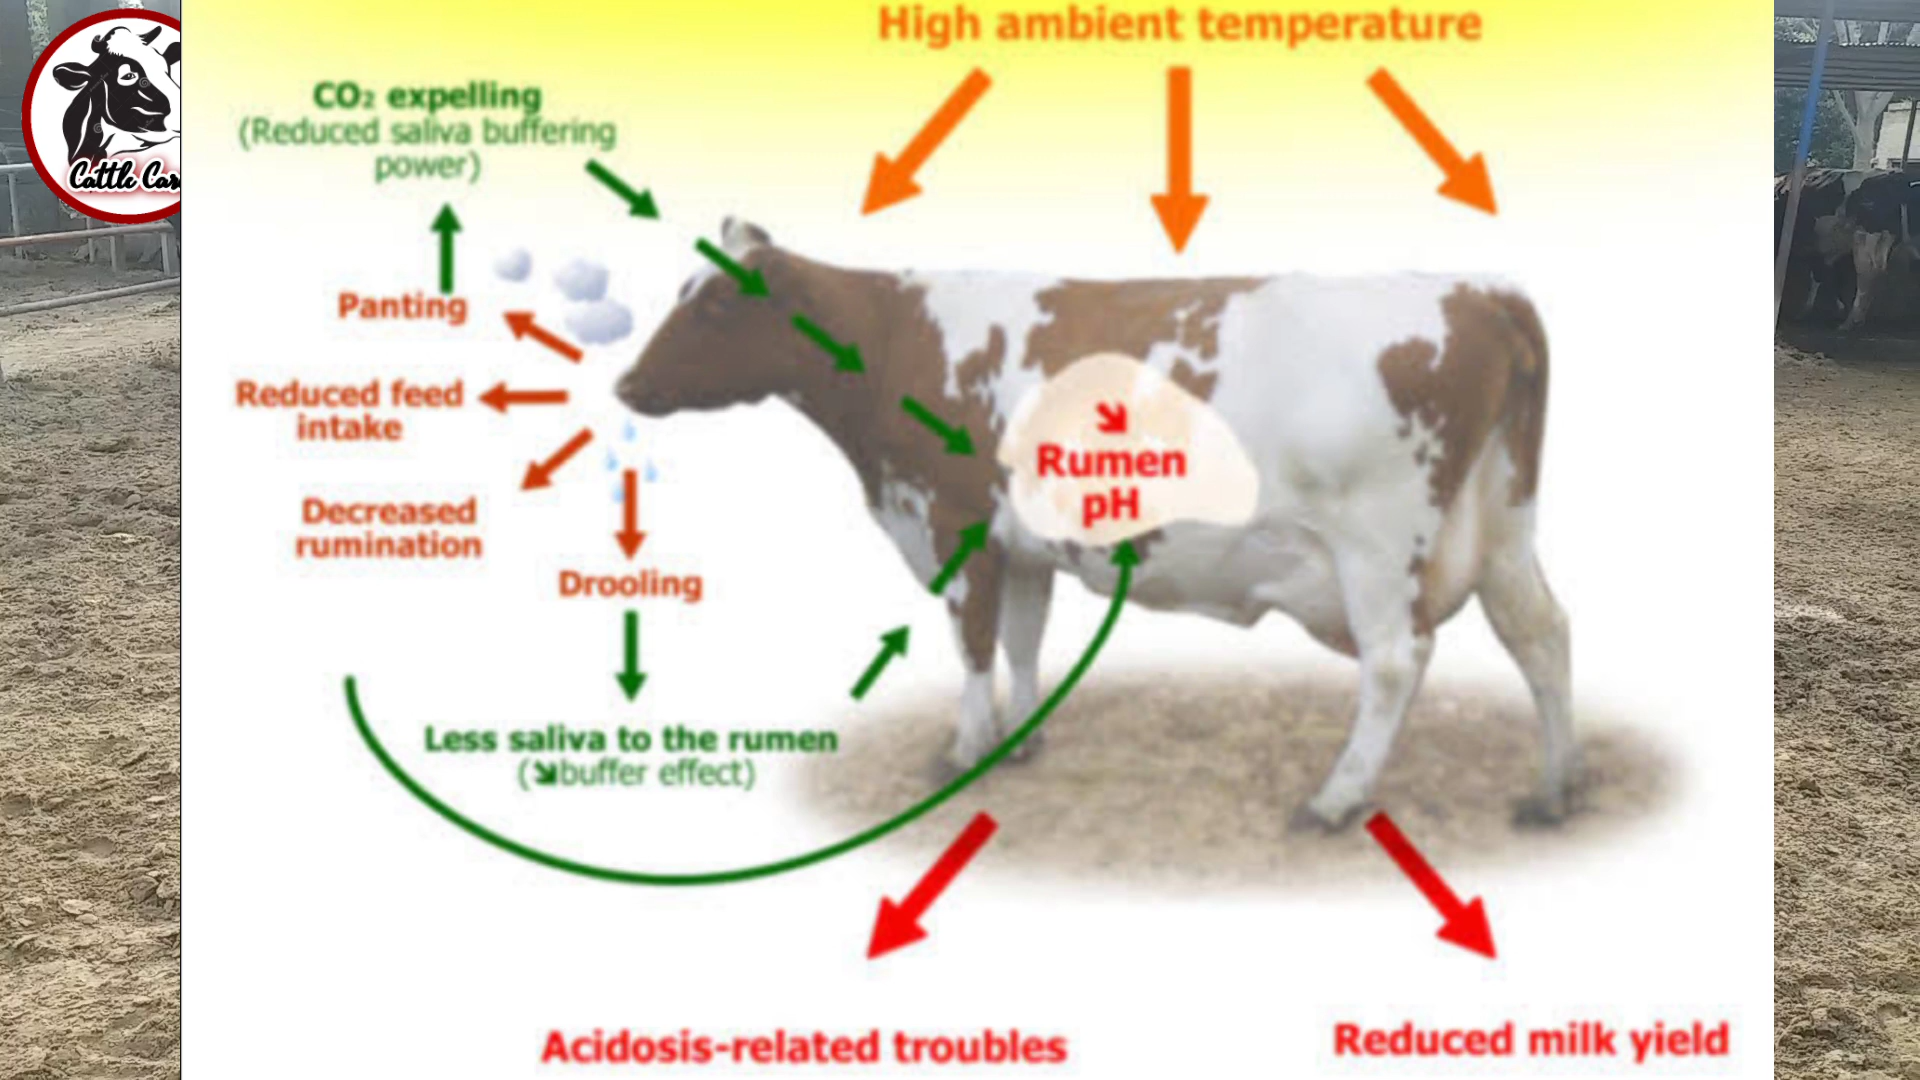 Cattle
High ambient temperature
CO₂ expelling
(Reduced saliva buffering
power)
Panting
Reduced feed
intake
Decreased
rumination
Drooling
Less saliva to the rumen
(↘buffer effect)
↘
Rumen
pH
Acidosis-related troubles
Reduced milk yield